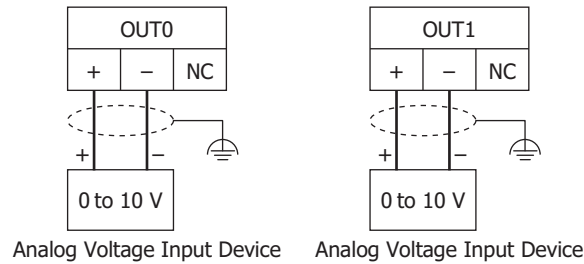 OUT0
+ − NC
+ −
0 to 10 V
Analog Voltage Input Device
OUT1
+ − NC
+ −
0 to 10 V
Analog Voltage Input Device